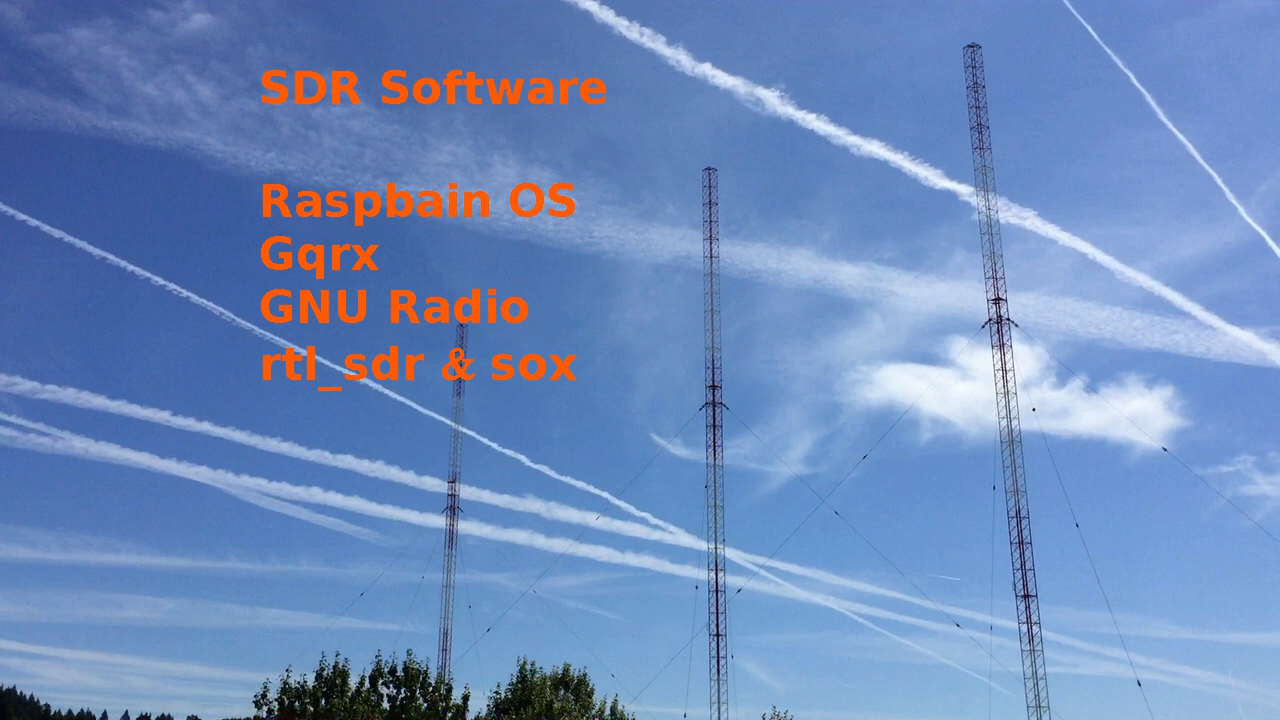 SDR Software
Raspbain OS
Gqrx
GNU Radio
rtl_sdr & sox